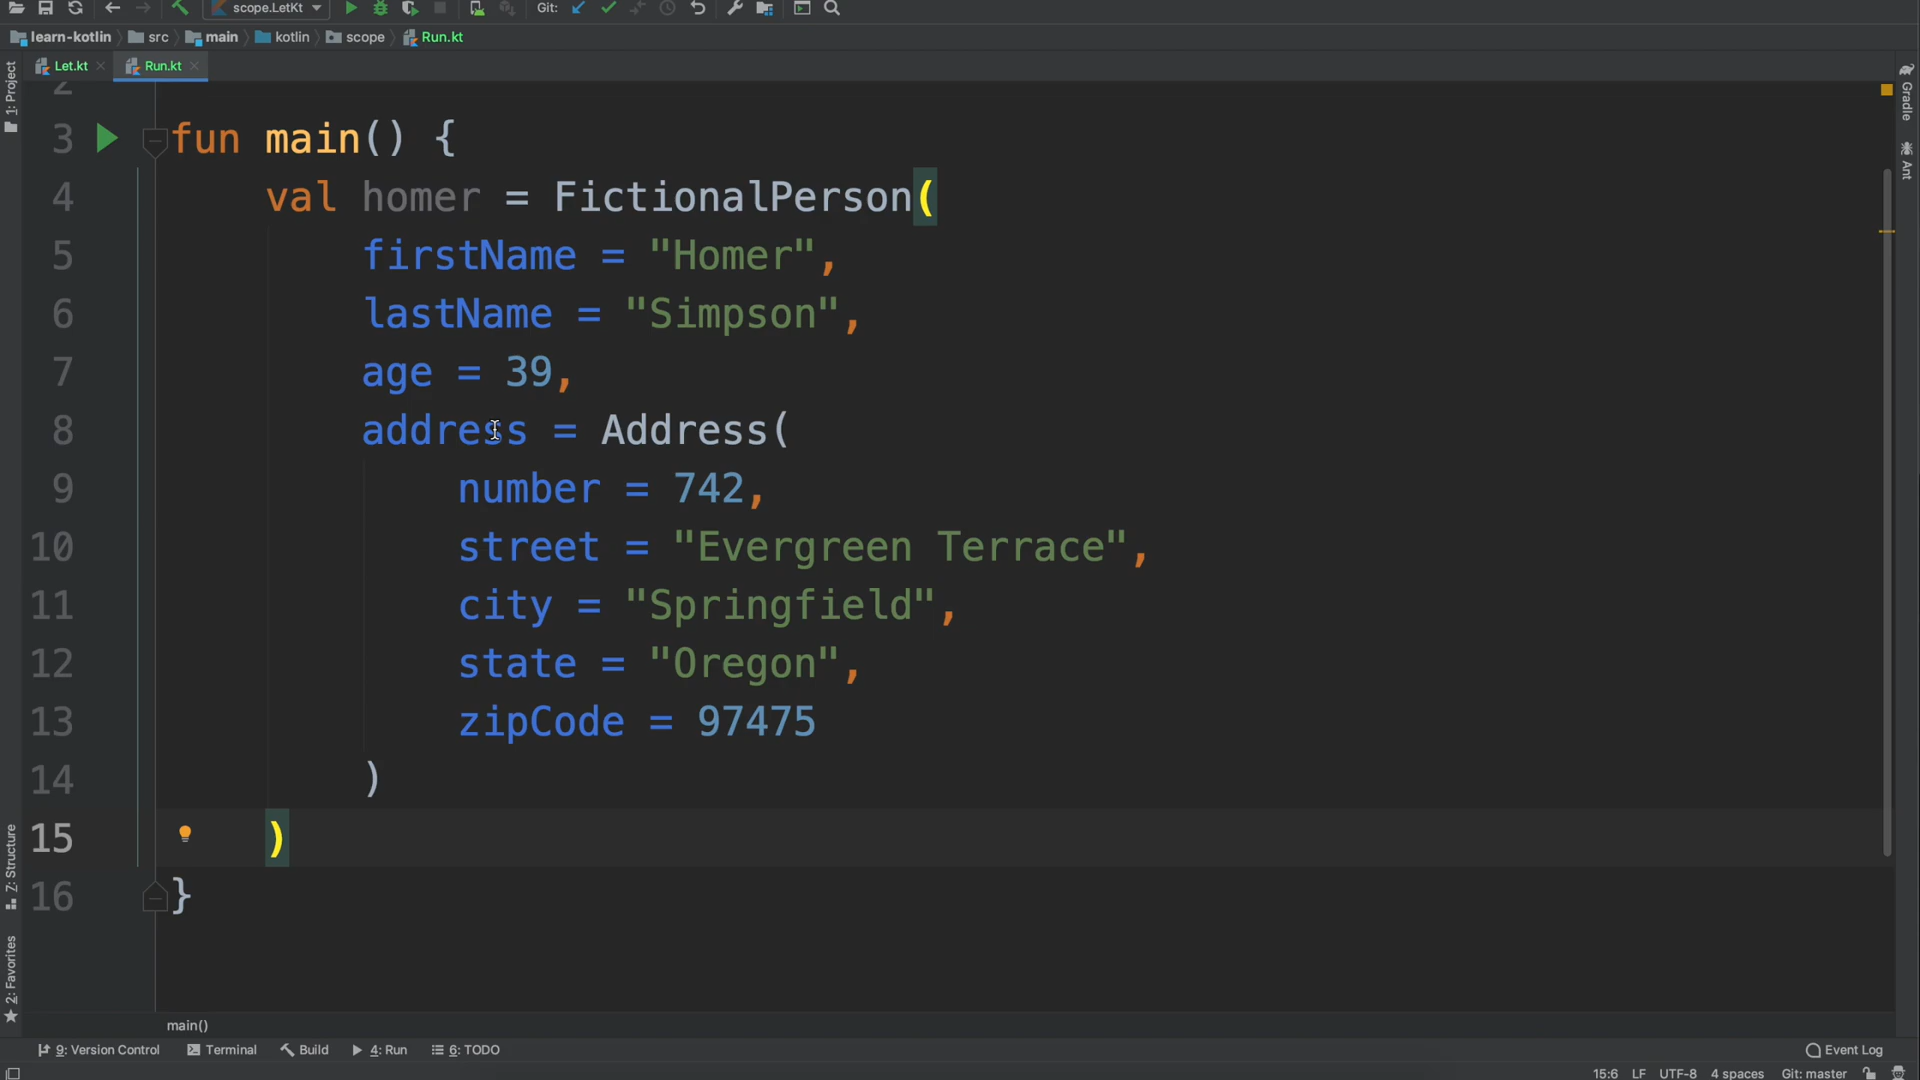 scope.LetKt
Git:
learn-kotlin
src
main
kotlin
scope
Run.kt
Let.kt
Run.kt
1: Project
Gradle
Ant
2
3 fun main() {
4 val homer = FictionalPerson(
5 firstName = "Homer",
6 lastName = "Simpson",
7 age = 39,
8 address = Address(
9 number = 742,
10 street = "Evergreen Terrace",
11 city = "Springfield",
12 state = "Oregon",
13 zipCode = 97475
14 )
15 )
16 }
Z: Structure
2: Favorites
main()
9: Version Control
Terminal
Build
4: Run
6: TODO
Event Log
15:6 LF UTF-8 4 spaces Git: master